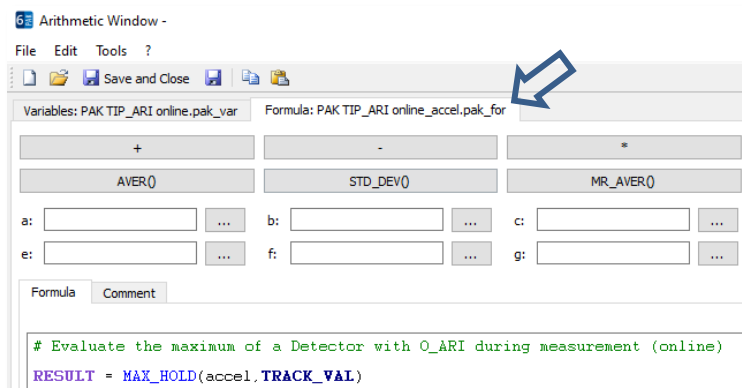 Arithmetic Window -
File Edit Tools ?
Save and Close
Variables: PAK TIP_ARI online.pak_var Formula: PAK TIP_ARI online_accel.pak_for
+ - *
AVER() STD_DEV() MR_AVER()
a: ... b: ... c: ...
e: ... f: ... g: ...
Formula Comment
# Evaluate the maximum of a Detector with O_ARI during measurement (online)
RESULT = MAX_HOLD(accel,TRACK_VAL)